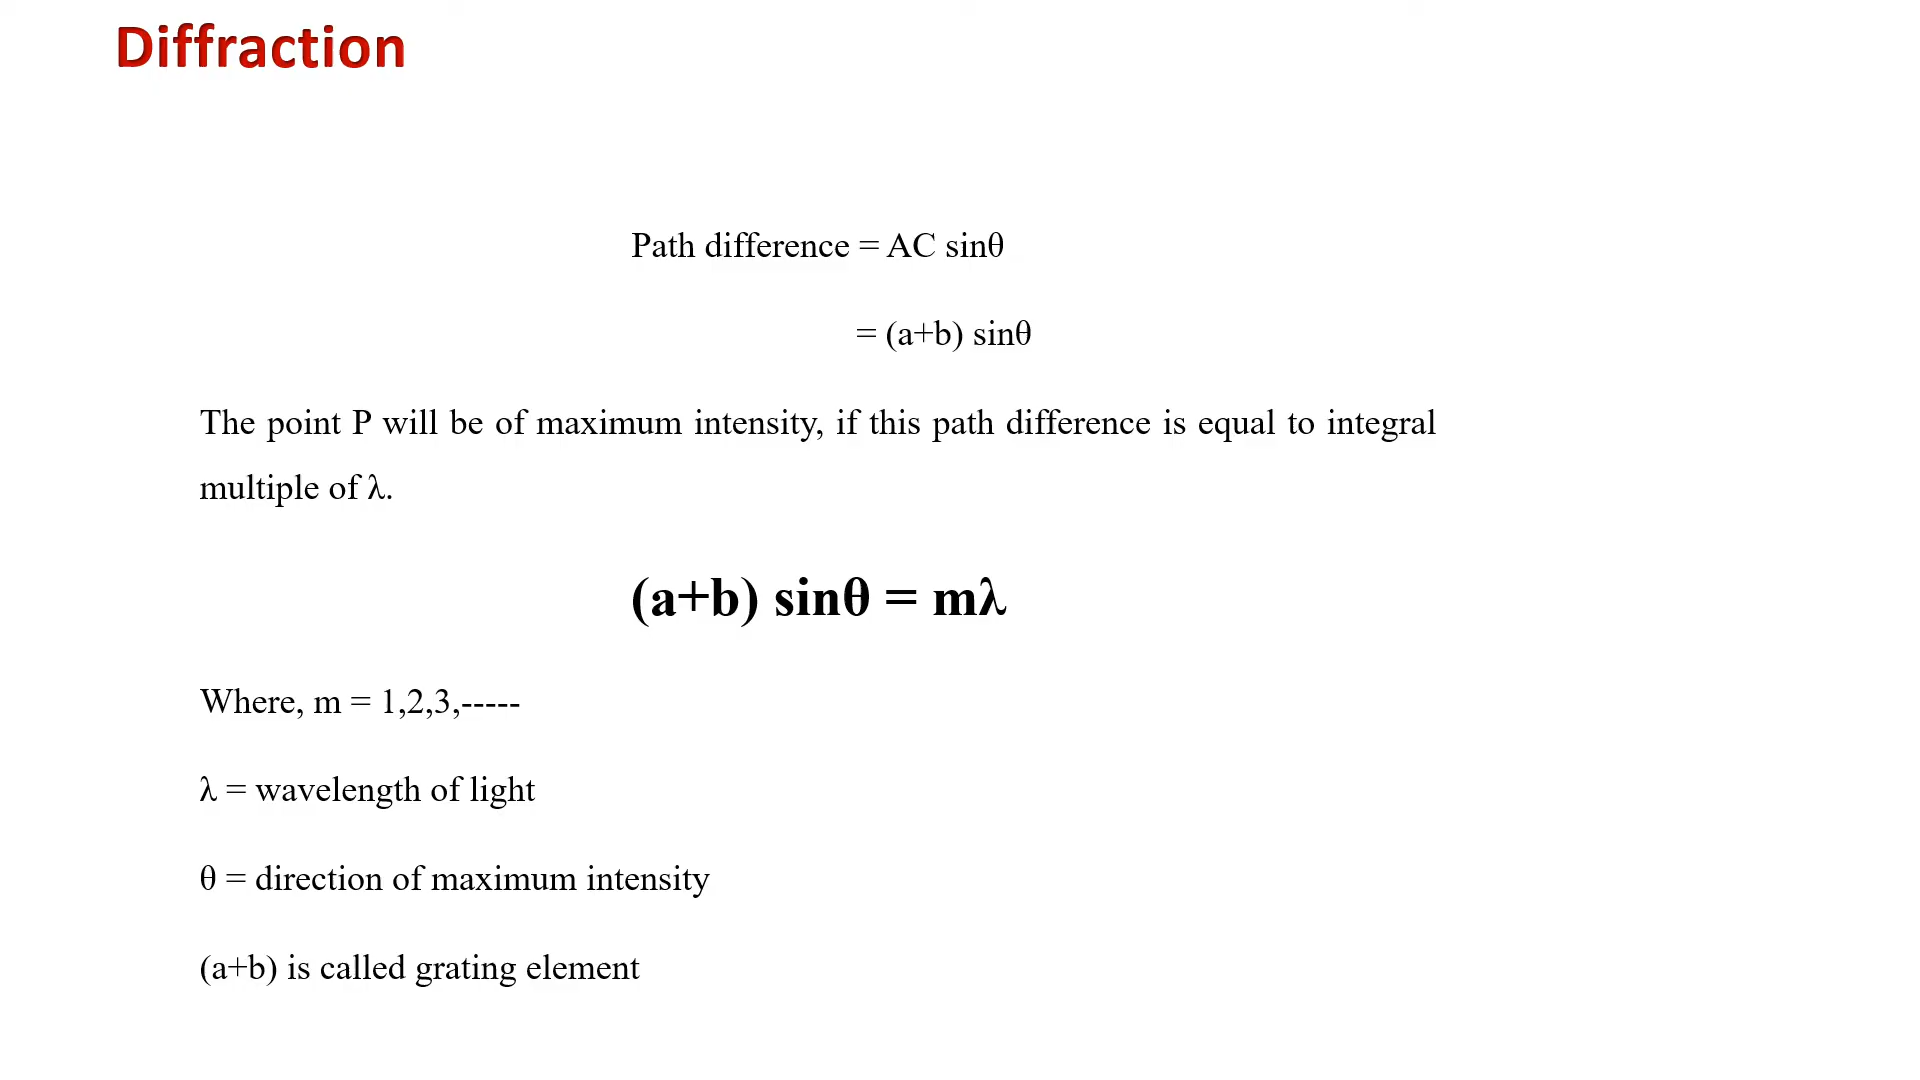 Diffraction
Path difference = AC sinθ
= (a+b) sinθ
The point P will be of maximum intensity, if this path difference is equal to integral
multiple of λ.
(a+b) sinθ = mλ
Where, m = 1,2,3,-----
λ = wavelength of light
θ = direction of maximum intensity
(a+b) is called grating element